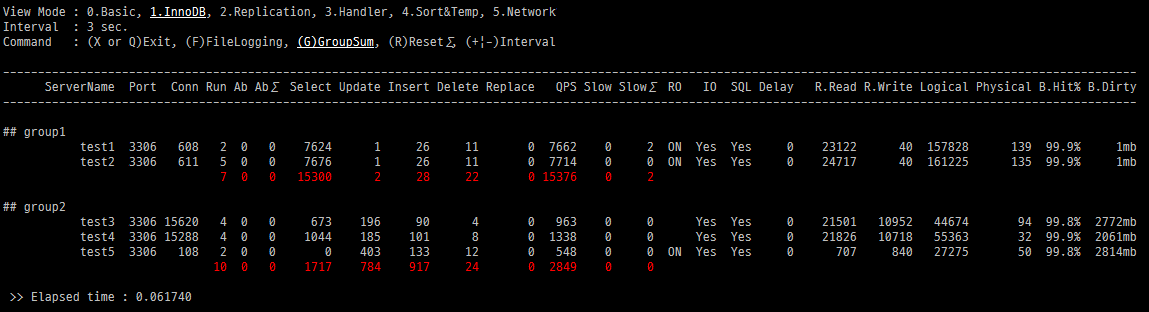 View Mode : 0.Basic, 1.InnoDB, 2.Replication, 3.Handler, 4.Sort&Temp, 5.Network
Interval  : 3 sec.
Command   : (X or Q)Exit, (F)FileLogging, (G)GroupSum, (R)Reset∑, (+¦-)Interval
------------------------------------------------------------------------------------------------------------------------------------------------------------------
ServerName  Port  Conn Run Ab Ab∑ Select Update Insert Delete Replace   QPS Slow Slow∑ RO   IO  SQL Delay   R.Read R.Write Logical Physical B.Hit% B.Dirty
------------------------------------------------------------------------------------------------------------------------------------------------------------------
## group1
test1  3306   608   2  0   0   7624      1     26     11       0  7662    0     2 ON  Yes  Yes     0    23122      40  157828      139  99.9%     1mb
test2  3306   611   5  0   0   7676      1     26     11       0  7714    0     0 ON  Yes  Yes     0    24717      40  161225      135  99.9%     1mb
7  0   0  15300      2     28     22       0 15376    0     2
## group2
test3  3306 15620   4  0   0    673    196     90      4       0   963    0     0     Yes  Yes     0    21501   10952   44674       94  99.8%  2772mb
test4  3306 15288   4  0   0   1044    185    101      8       0  1338    0     0     Yes  Yes     0    21826   10718   55363       32  99.9%  2061mb
test5  3306   108   2  0   0      0    403    133     12       0   548    0     0 ON  Yes  Yes     0      707     840   27275       50  99.8%  2814mb
10  0   0   1717    784    917     24       0  2849    0     0
>> Elapsed time : 0.061740